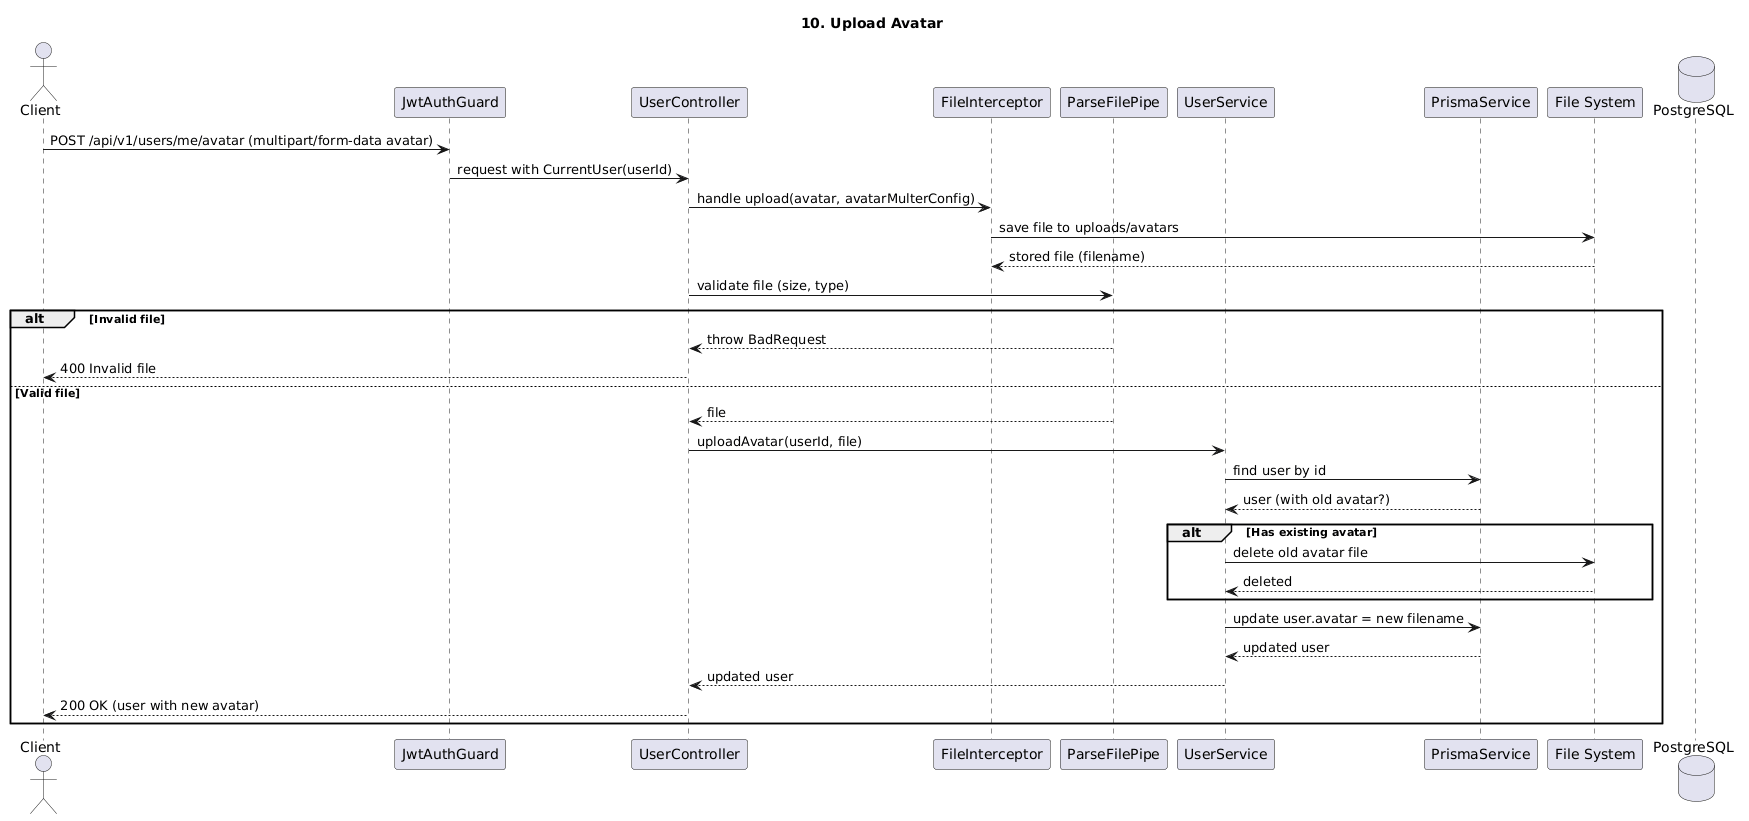 10. Upload Avatar
Client
JwtAuthGuard
UserController
FileInterceptor
ParseFilePipe
UserService
PrismaService
File System
PostgreSQL
POST /api/v1/users/me/avatar (multipart/form-data avatar)
request with CurrentUser(userId)
handle upload(avatar, avatarMulterConfig)
save file to uploads/avatars
stored file (filename)
validate file (size, type)
alt [Invalid file]
throw BadRequest
400 Invalid file
[Valid file]
file
uploadAvatar(userId, file)
find user by id
user (with old avatar?)
alt [Has existing avatar]
delete old avatar file
deleted
update user.avatar = new filename
updated user
updated user
200 OK (user with new avatar)
Client
JwtAuthGuard
UserController
FileInterceptor
ParseFilePipe
UserService
PrismaService
File System
PostgreSQL